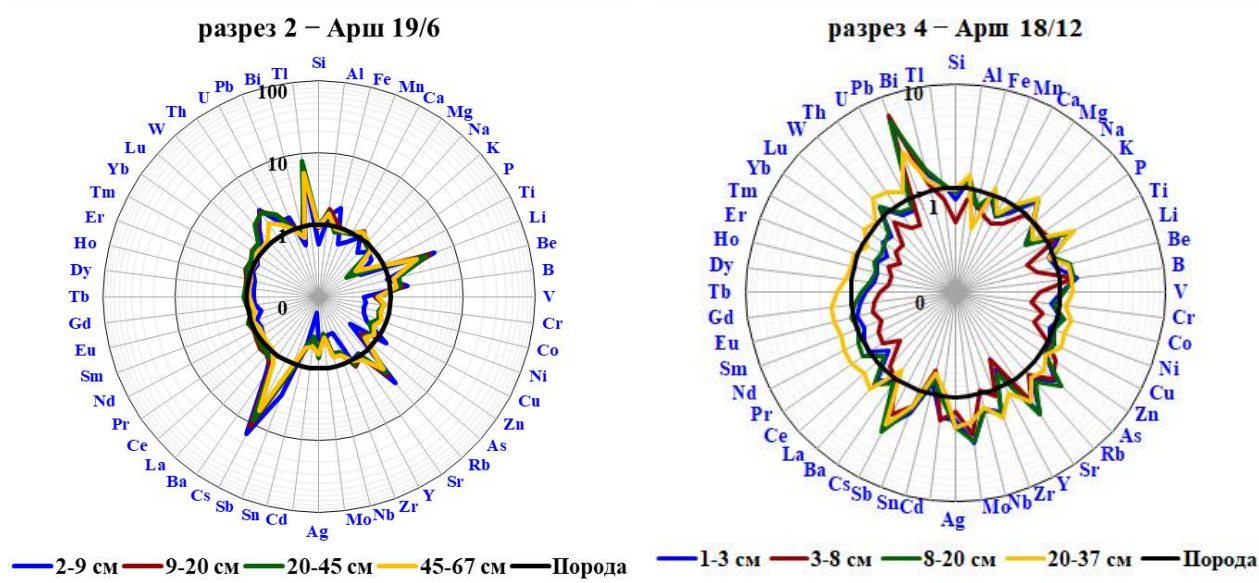 разрез 2 – Арш 19/6
Si
Al
Fe
Mn
Ca
Mg
Na
K
P
Ti
Li
Be
B
V
Cr
Co
Ni
Cu
Zn
As
Rb
Sr
Y
Zr
Nb
Mo
Ag
Cd
Sn
Sb
Cs
Ba
La
Ce
Pr
Nd
Sm
Eu
Gd
Tb
Dy
Ho
Er
Tm
Yb
Lu
W
Th
U
Pb
Bi
Tl
100
10
1
0
2-9 см
9-20 см
20-45 см
45-67 см
Порода
разрез 4 – Арш 18/12
Si
Al
Fe
Mn
Ca
Mg
Na
K
P
Ti
Li
Be
B
V
Cr
Co
Ni
Cu
Zn
As
Rb
Sr
Y
Zr
Nb
Mo
Ag
Cd
Sn
Sb
Cs
Ba
La
Ce
Pr
Nd
Sm
Eu
Gd
Tb
Dy
Ho
Er
Tm
Yb
Lu
W
Th
U
Pb
Bi
Tl
10
1
0
1-3 см
3-8 см
8-20 см
20-37 см
Порода